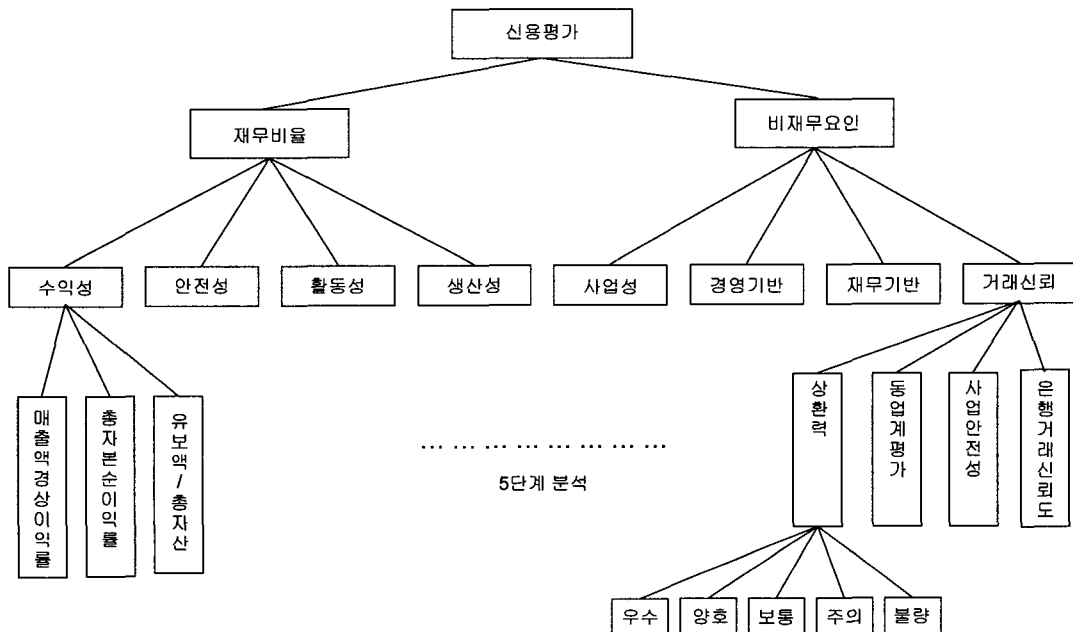 신용평가
재무비율
비재무요인
수익성
안전성
활동성
생산성
사업성
경영기반
재무기반
거래신뢰
매출액경상이익률
총자본순이익률
유보액/총자산
상환력
동업계평가
사업안전성
은행거래신뢰도
... ... ... ... ... ... ... ... ...
5단계 분석
우수
양호
보통
주의
불량